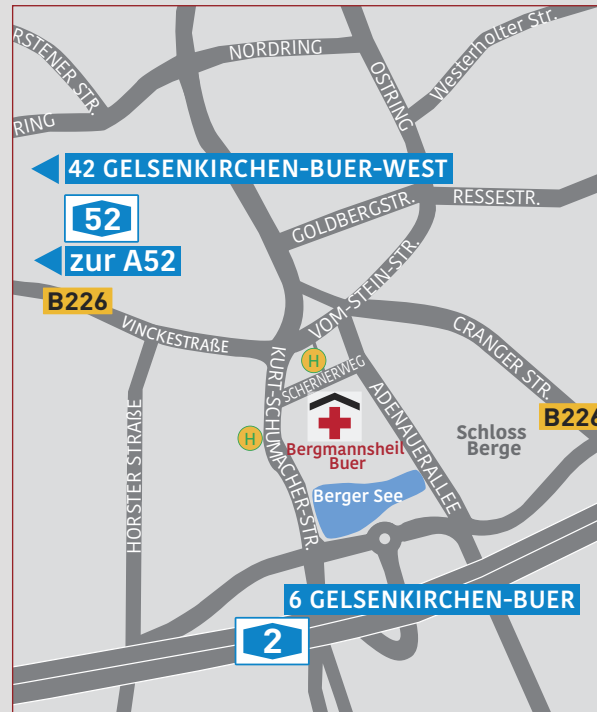 RSTENER STR.
NORDRING
OSTRING
Westerholter Str.
RING
42 GELSENKIRCHEN-BUER-WEST
52
zur A52
GOLDBERGSTR.
RESSESTR.
B226
VINCKESTRASSE
VOM-STEIN-STR.
CRANGER STR.
H
SCHERNERWEG
KURT-SCHUMACHER-STR.
ADENAUERALLEE
B226
H
Bergmannsheil
Buer
Schloss
Berge
HORSTER STRAẞE
Berger See
6 GELSENKIRCHEN-BUER
2